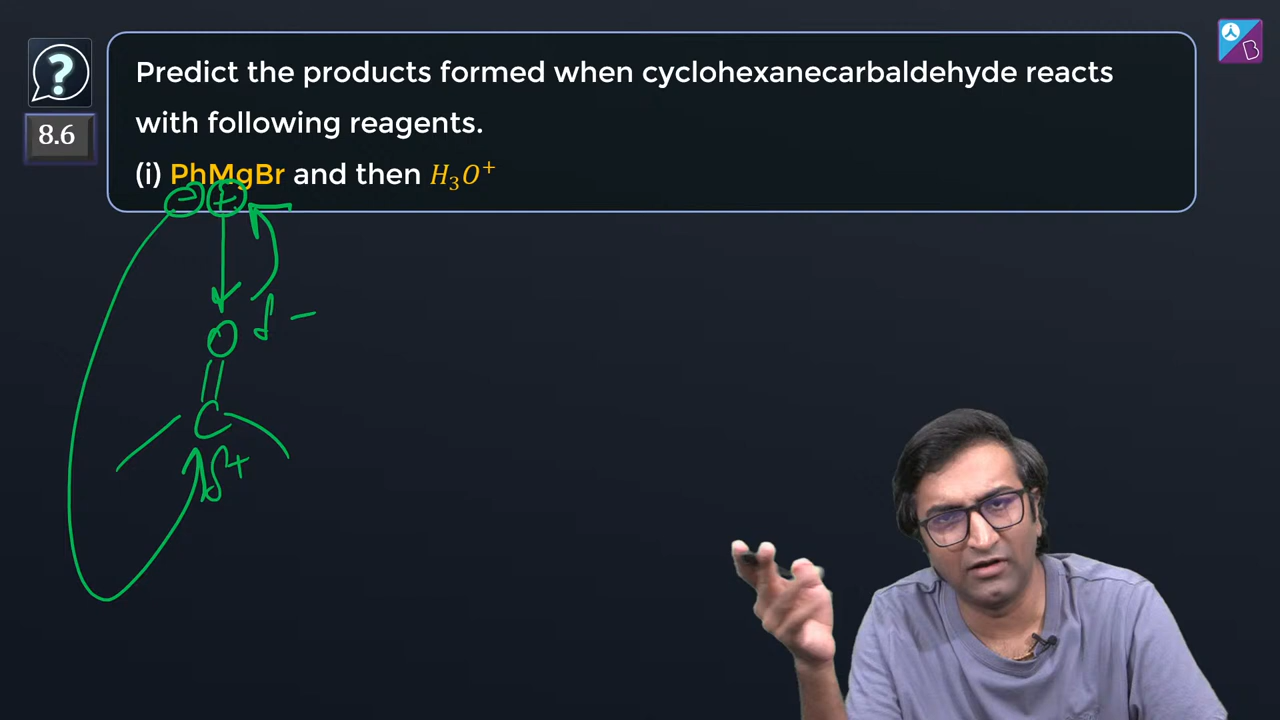 Predict the products formed when cyclohexanecarbaldehyde reacts
?
8.6
with following reagents.
(i) PhMgBr and then H₃O⁺
⊖ ⊕
δ −
O
C
δ+
B